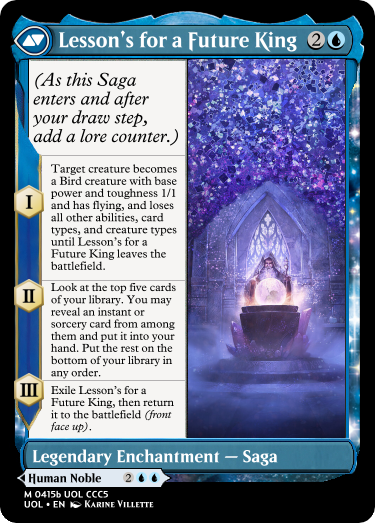 Lesson's for a Future King 2
(As this Saga
enters and after
your draw step,
add a lore counter.)
I
Target creature becomes
a Bird creature with base
power and toughness 1/1
and has flying, and loses
all other abilities, card
types, and creature types
until Lesson's for a
Future King leaves the
battlefield.
II
Look at the top five cards
of your library. You may
reveal an instant or
sorcery card from among
them and put it into your
hand. Put the rest on the
bottom of your library in
any order.
III
Exile Lesson's for a
Future King, then return
it to the battlefield (front
face up).
Legendary Enchantment — Saga
Human Noble 2
M 0415b UOL CCC5
UOL • EN Karine Villette